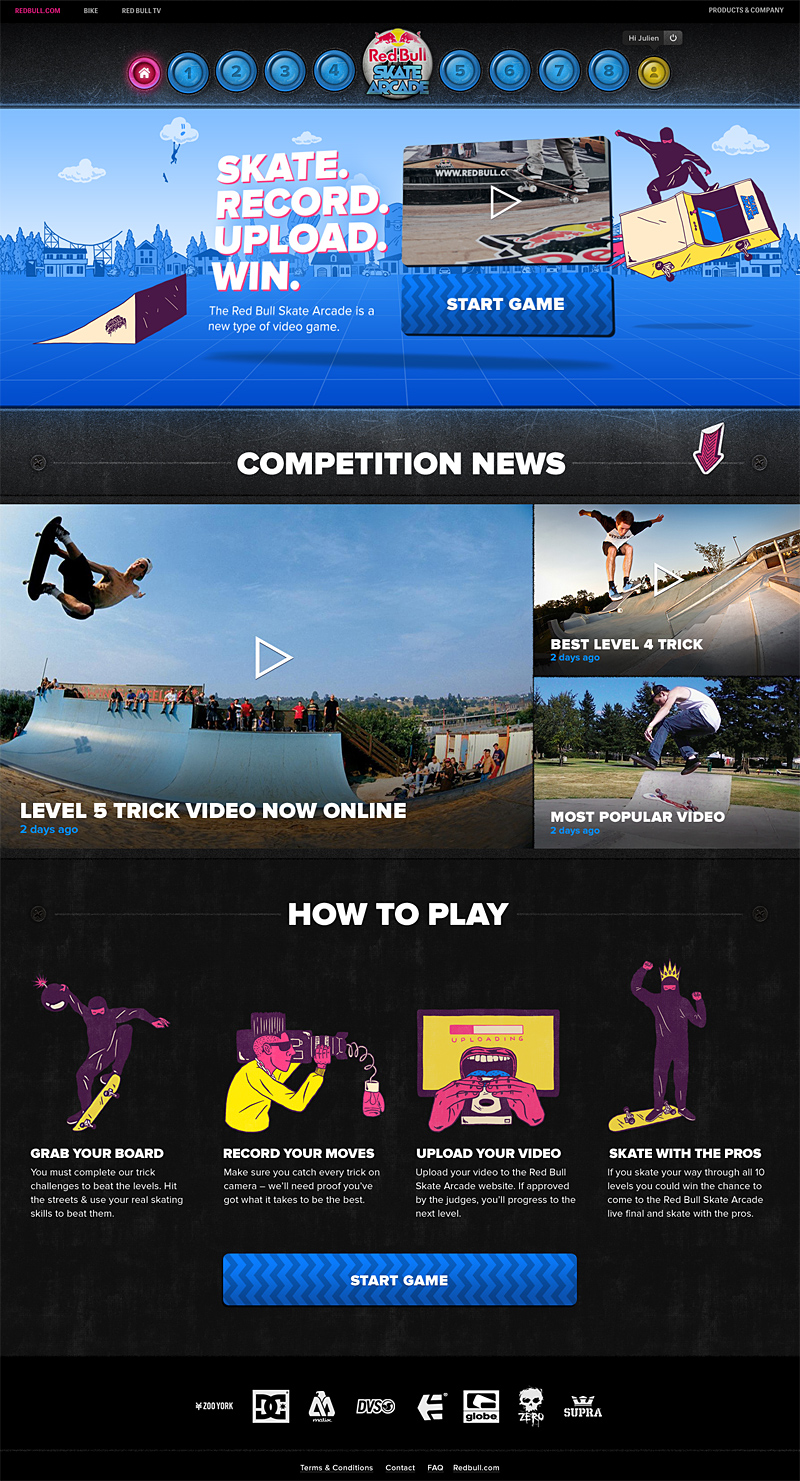 REDBULL.COM BIKE RED BULL TV PRODUCTS & COMPANY
Hi Julien
1 2 3 4 Red Bull SKATE ARCADE 5 6 7 8
SKATE.
RECORD.
UPLOAD.
WIN.
The Red Bull Skate Arcade is a
new type of video game.
WWW.REDBULL.CO
START GAME
COMPETITION NEWS
LEVEL 5 TRICK VIDEO NOW ONLINE
2 days ago
BEST LEVEL 4 TRICK
2 days ago
MOST POPULAR VIDEO
2 days ago
HOW TO PLAY
UPLOADING
GRAB YOUR BOARD
You must complete our trick
challenges to beat the levels. Hit
the streets & use your real skating
skills to beat them.
RECORD YOUR MOVES
Make sure you catch every trick on
camera – we'll need proof you've
got what it takes to be the best.
UPLOAD YOUR VIDEO
Upload your video to the Red Bull
Skate Arcade website. If approved
by the judges, you'll progress to the
next level.
SKATE WITH THE PROS
If you skate your way through all 10
levels you could win the chance to
come to the Red Bull Skate Arcade
live final and skate with the pros.
START GAME
ZOO YORK DC matix DVS globe ZERO SUPRA
Terms & Conditions Contact FAQ Redbull.com